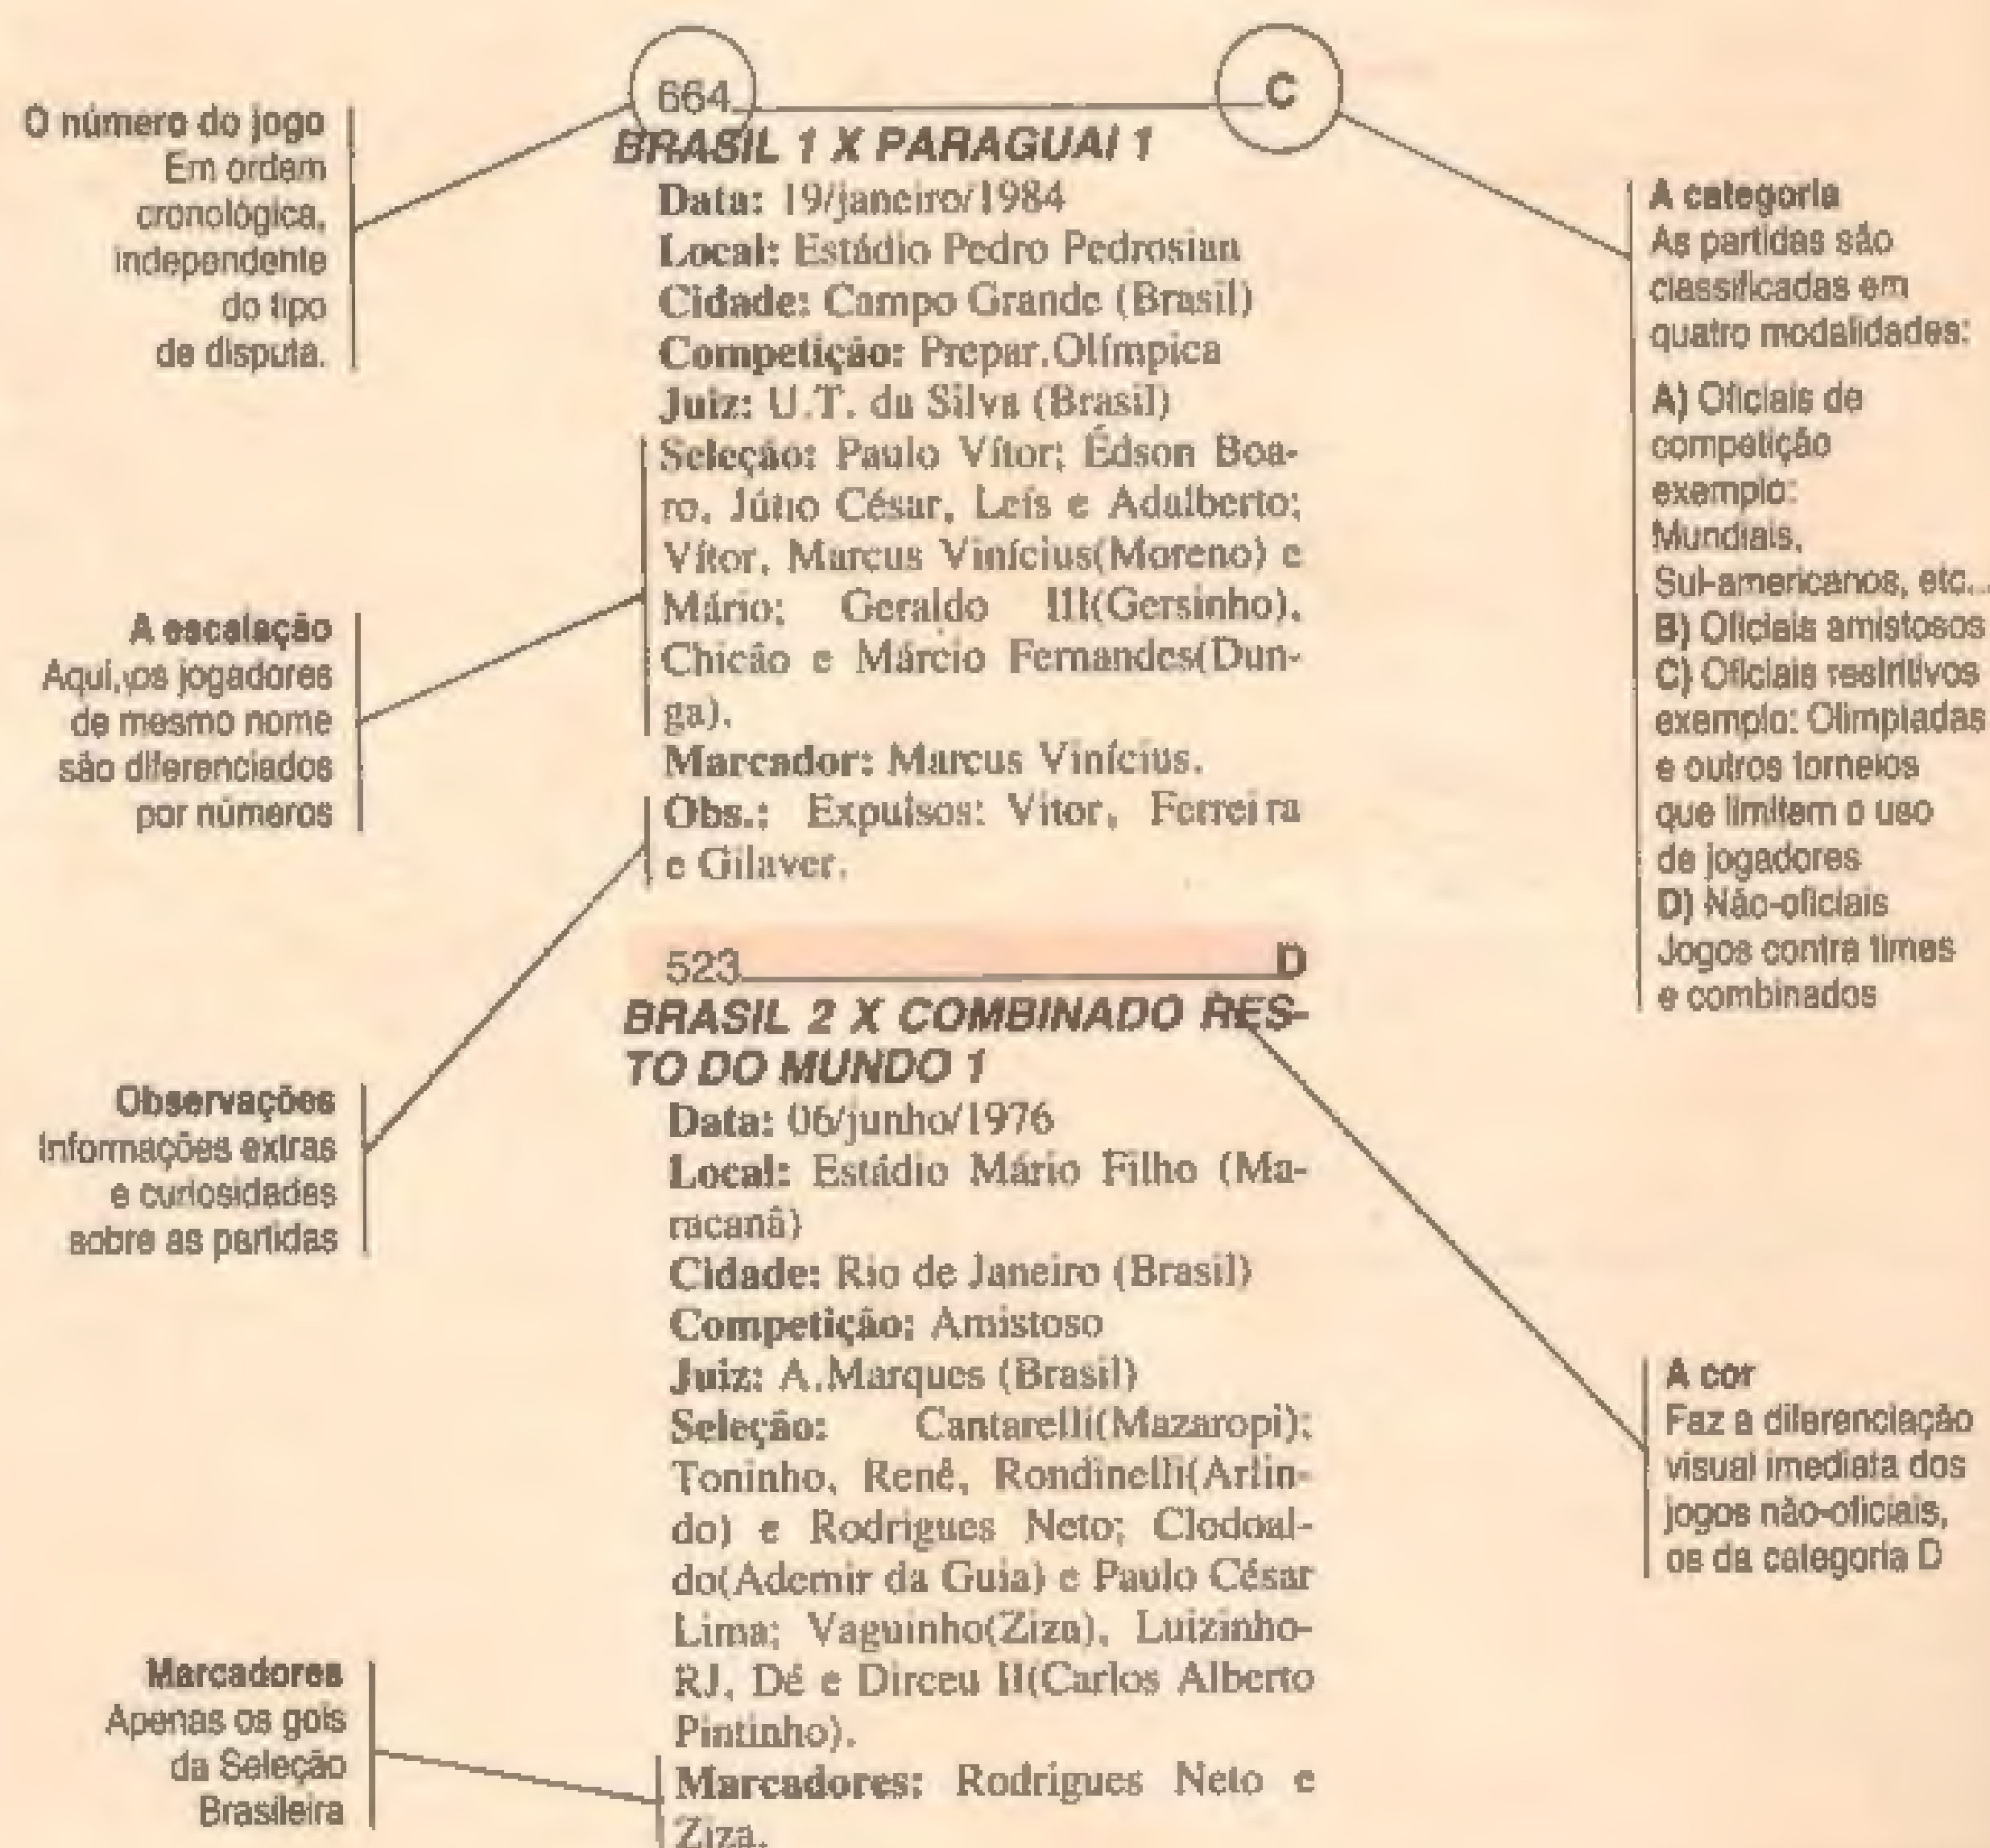 O número do jogo
Em ordem
cronológica,
independente
do tipo
de disputa.
A escalação
Aqui, os jogadores
de mesmo nome
são diferenciados
por números
Observações
Informações extras
e curiosidades
sobre as partidas
Marcadores
Apenas os gols
da Seleção
Brasileira
664 C
BRASIL 1 X PARAGUAI 1
Data: 19/janeiro/1984
Local: Estádio Pedro Pedrosian
Cidade: Campo Grande (Brasil)
Competição: Prepar.Olímpica
Juiz: U.T. da Silva (Brasil)
Seleção: Paulo Vítor; Édson Boa-
ro, Júlio César, Leís e Adalberto;
Vítor, Marcus Vinícius(Moreno) e
Mário; Geraldo III(Gersinho),
Chicão e Márcio Fernandes(Dun-
ga).
Marcador: Marcus Vinícius.
Obs.: Expulsos: Vitor, Ferreira
e Gilaver.
523 D
BRASIL 2 X COMBINADO RES-
TO DO MUNDO 1
Data: 06/junho/1976
Local: Estádio Mário Filho (Ma-
racanã)
Cidade: Rio de Janeiro (Brasil)
Competição: Amistoso
Juiz: A.Marques (Brasil)
Seleção: Cantarelli(Mazaropi);
Toninho, Renê, Rondinelli(Arlin-
do) e Rodrigues Neto; Clodoal-
do(Ademir da Guia) e Paulo César
Lima; Vaguinho(Ziza), Luizinho-
RJ, Dé e Dirceu II(Carlos Alberto
Pintinho).
Marcadores: Rodrigues Neto e
Ziza.
A categoria
As partidas são
classificadas em
quatro modalidades:
A) Oficiais de
competição
exemplo:
Mundiais,
Sul-americanos, etc...
B) Oficiais amistosos
C) Oficiais restritivos
exemplo: Olimpíadas
e outros torneios
que limitem o uso
de jogadores
D) Não-oficiais
Jogos contra times
e combinados
A cor
Faz a diferenciação
visual imediata dos
jogos não-oficiais,
os da categoria D